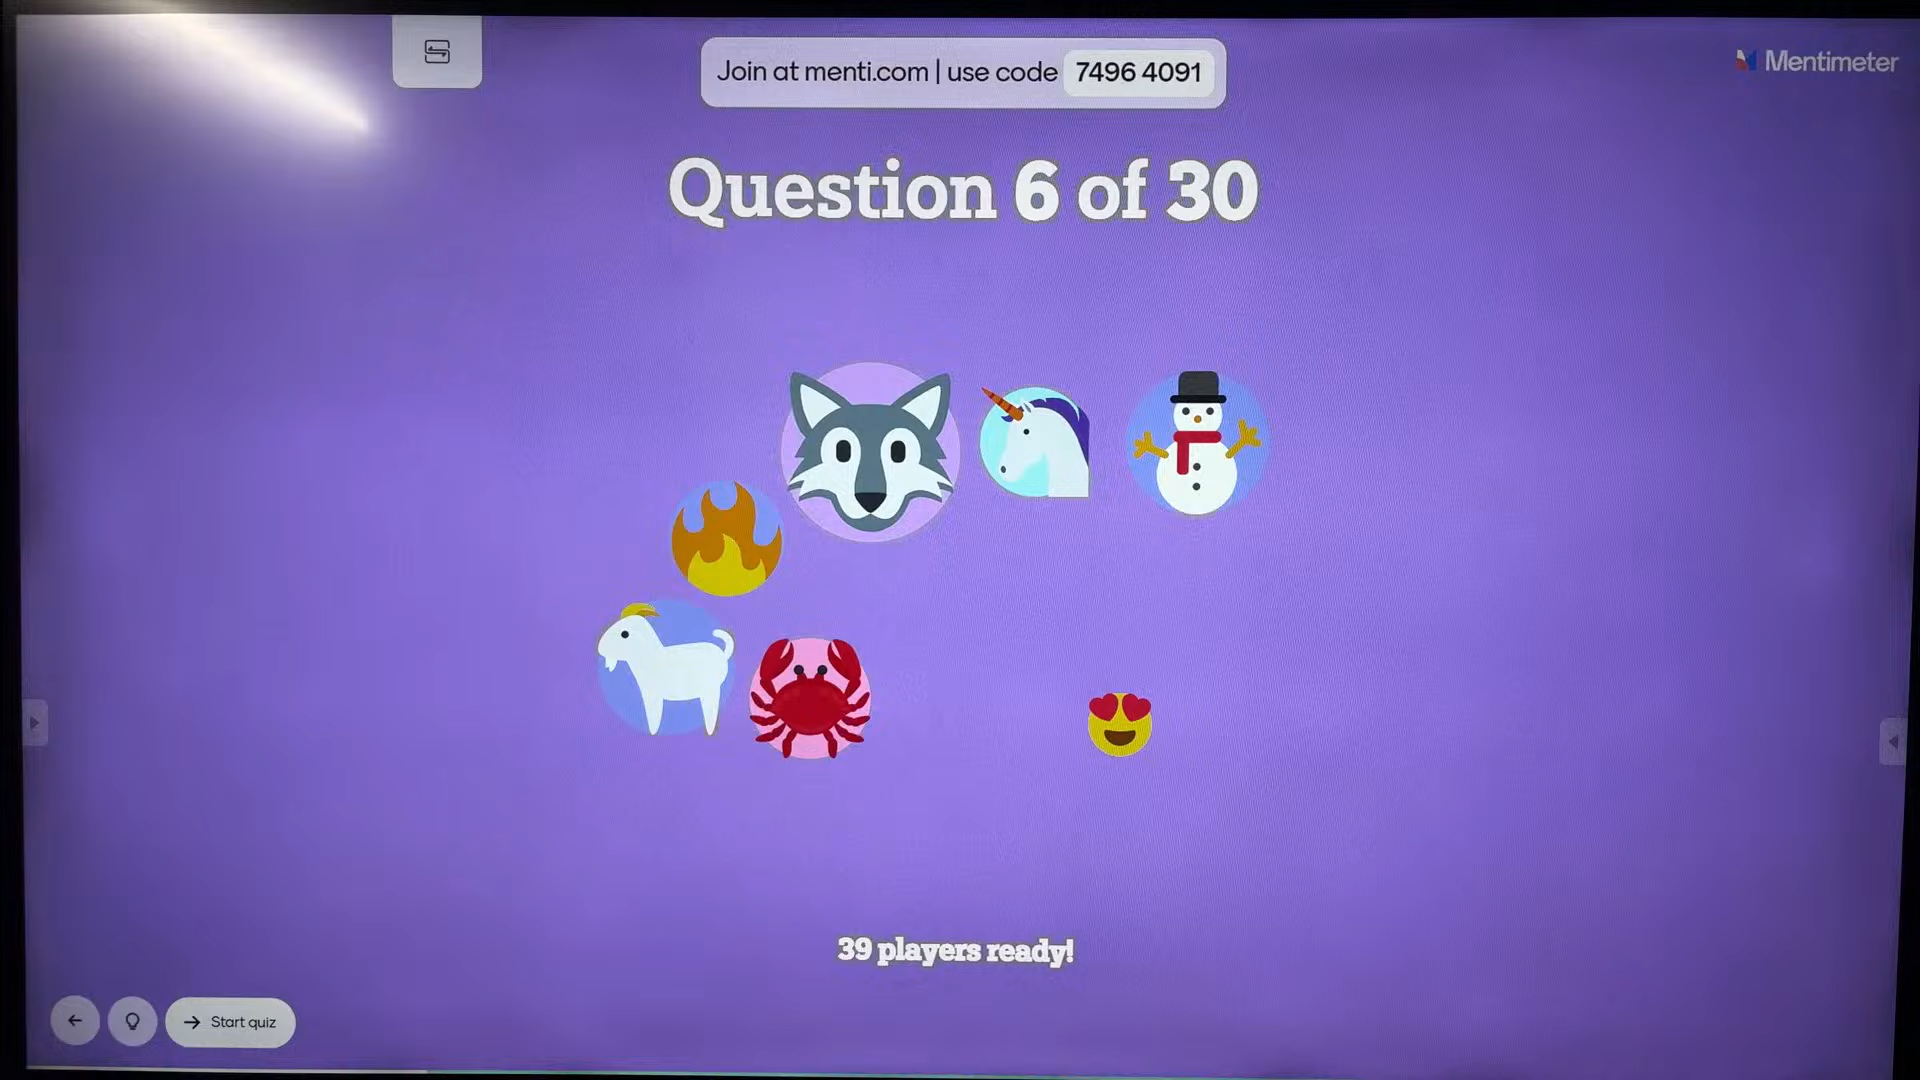 Join at menti.com | use code 7496 4091
Mentimeter
Question 6 of 30
39 players ready!
Start quiz